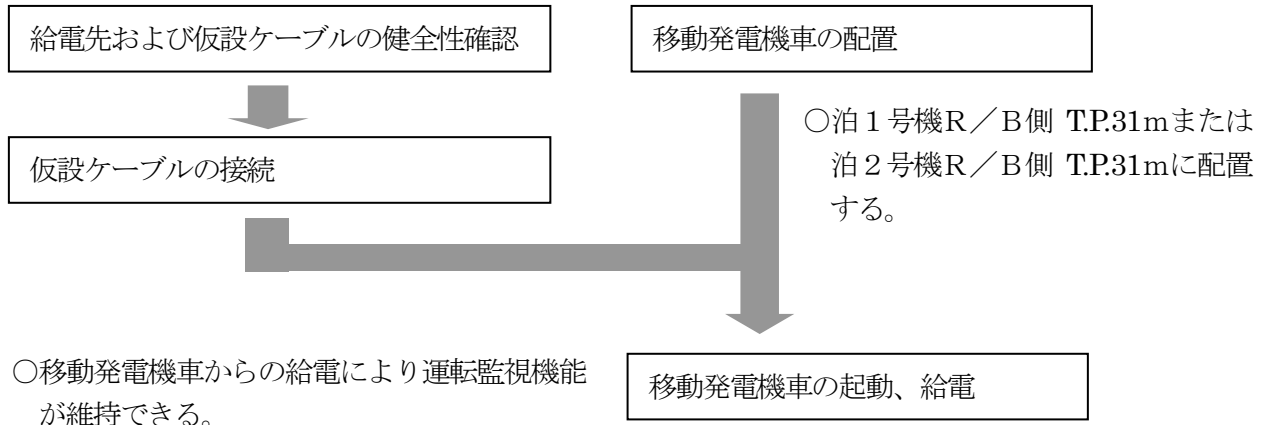 給電先および仮設ケーブルの健全性確認
移動発電機車の配置
仮設ケーブルの接続
○泊１号機Ｒ／Ｂ側 T.P.31mまたは
泊２号機Ｒ／Ｂ側 T.P.31mに配置
する。
○移動発電機車からの給電により運転監視機能
が維持できる。
移動発電機車の起動、給電